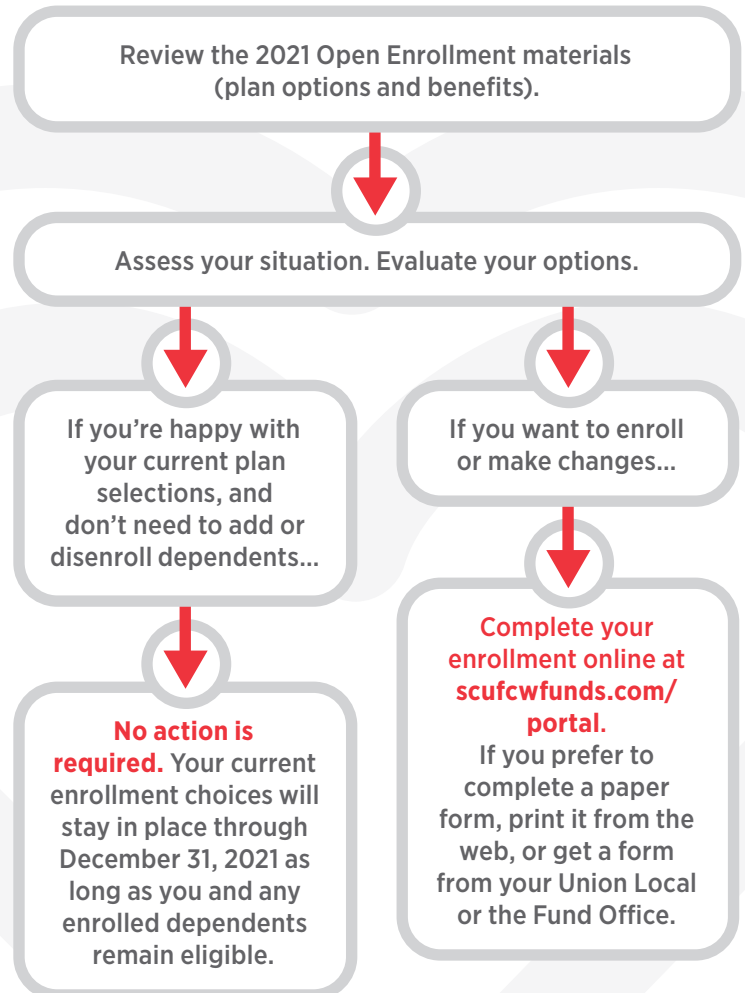 Review the 2021 Open Enrollment materials
(plan options and benefits).
Assess your situation. Evaluate your options.
If you’re happy with
your current plan
selections, and
don’t need to add or
disenroll dependents...
No action is
required. Your current
enrollment choices will
stay in place through
December 31, 2021 as
long as you and any
enrolled dependents
remain eligible.
If you want to enroll
or make changes...
Complete your
enrollment online at
scufcwfunds.com/
portal.
If you prefer to
complete a paper
form, print it from the
web, or get a form
from your Union Local
or the Fund Office.